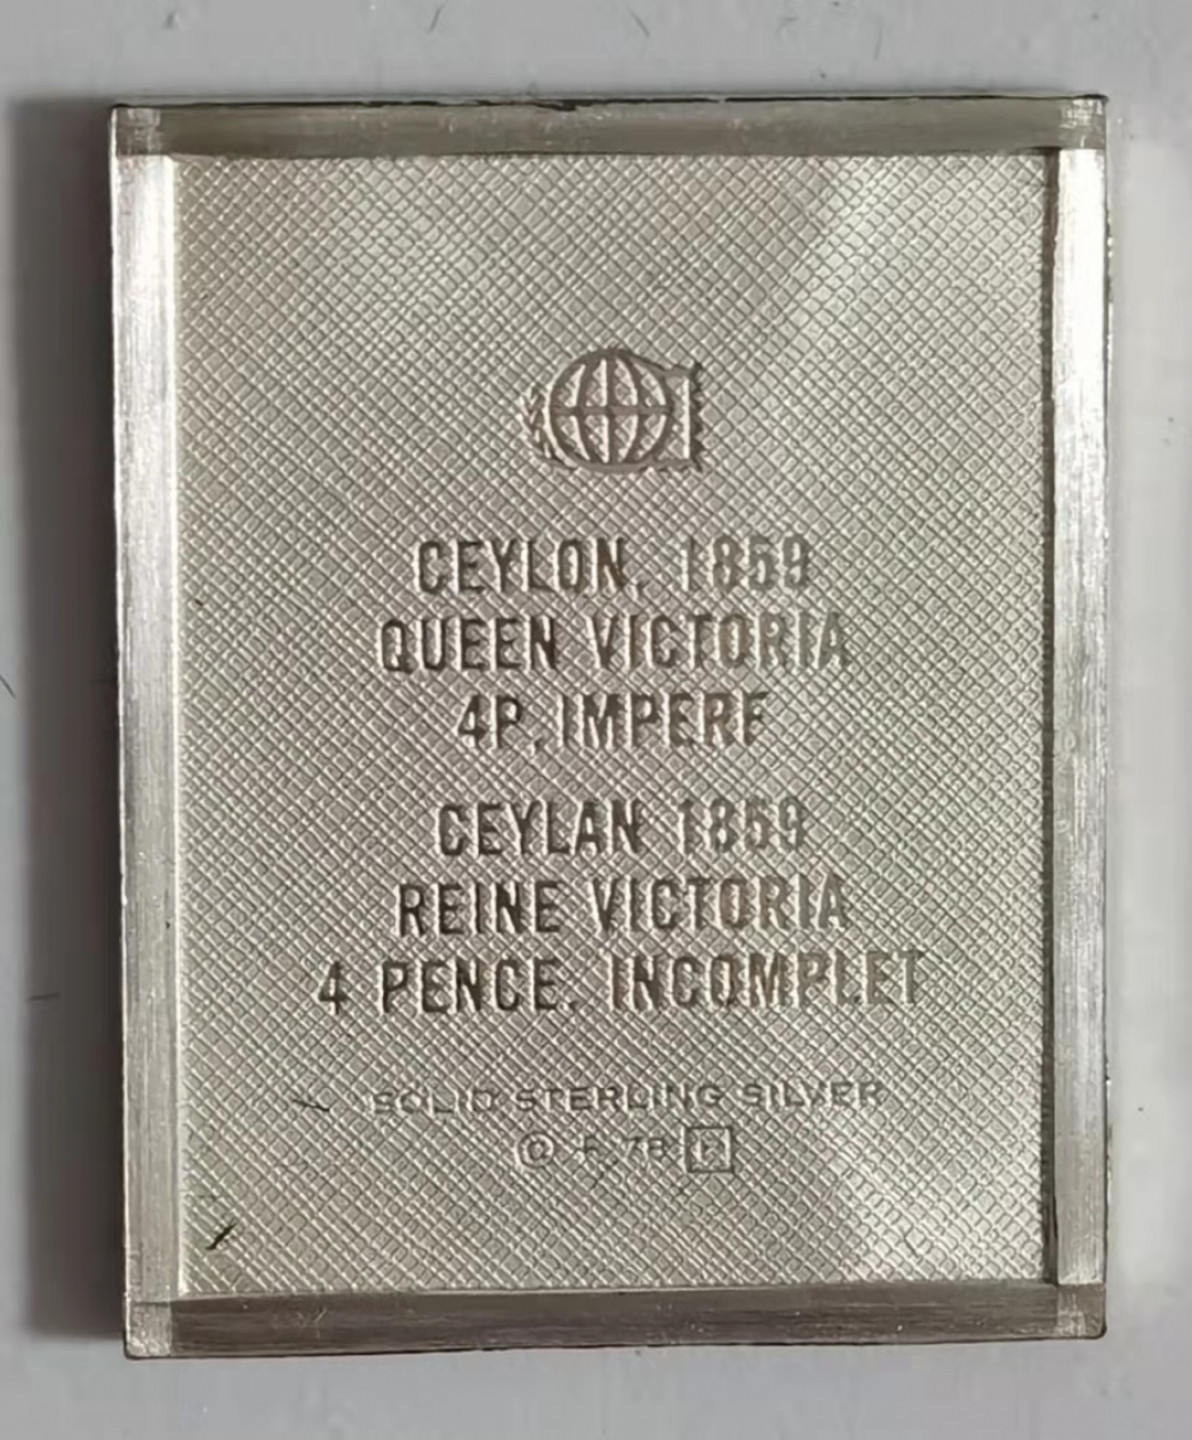 CEYLON. 1859
QUEEN VICTORIA
4P. IMPERF
CEYLAN 1859
REINE VICTORIA
4 PENCE. INCOMPLET
SOLID STERLING SILVER
© F 78